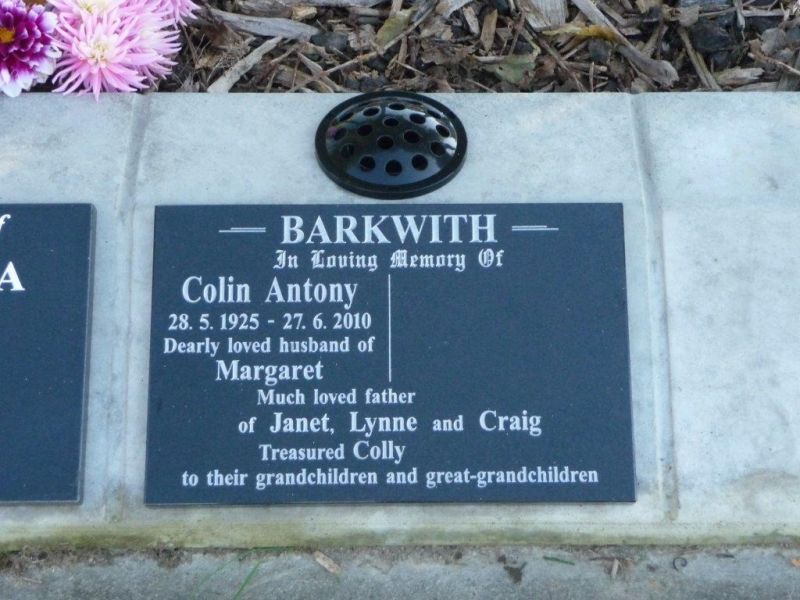 f
A
— BARKWITH —
In Loving Memory Of
Colin Antony
28. 5. 1925 - 27. 6. 2010
Dearly loved husband of
Margaret
Much loved father
of Janet, Lynne and Craig
Treasured Colly
to their grandchildren and great-grandchildren